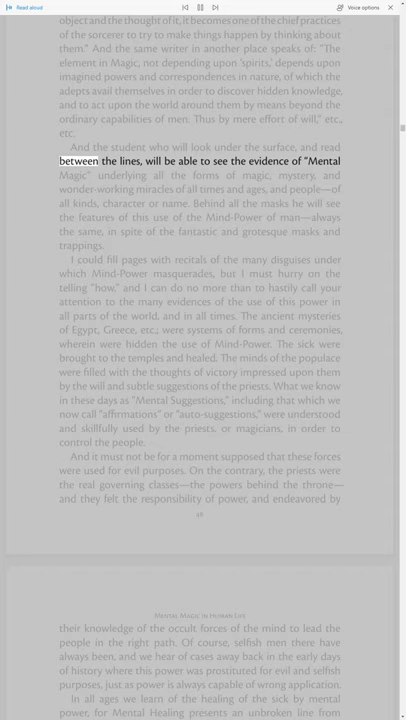 Read aloud
Voice options
object and the thought of it, it becomes one of the chief practices
of the sorcerer to try to make things happen by thinking about
them." And the same writer in another place speaks of: "The
element in Magic, not depending upon 'spirits,' depends upon
imagined powers and correspondences in nature, of which the
adepts avail themselves in order to discover hidden knowledge,
and to act upon the world around them by means beyond the
ordinary capabilities of men. Thus by mere effort of will," etc.,
etc.
And the student who will look under the surface, and read
between the lines, will be able to see the evidence of "Mental
Magic" underlying all the forms of magic, mystery, and
wonder-working miracles of all times and ages, and people—of
all kinds, character or name. Behind all the masks he will see
the features of this use of the Mind-Power of man—always
the same, in spite of the fantastic and grotesque masks and
trappings.
I could fill pages with recitals of the many disguises under
which Mind-Power masquerades, but I must hurry on the
telling "how," and I can do no more than to hastily call your
attention to the many evidences of the use of this power in
all parts of the world, and in all times. The ancient mysteries
of Egypt, Greece, etc., were systems of forms and ceremonies,
wherein were hidden the use of Mind-Power. The sick were
brought to the temples and healed. The minds of the populace
were filled with the thoughts of victory impressed upon them
by the will and subtle suggestions of the priests. What we know
in these days as "Mental Suggestions," including that which we
now call "affirmations" or "auto-suggestions," were understood
and skillfully used by the priests, or magicians, in order to
control the people.
And it must not be for a moment supposed that these forces
were used for evil purposes. On the contrary, the priests were
the real governing classes—the powers behind the throne—
and they felt the responsibility of power, and endeavored by
Mental Magic in Human Life
their knowledge of the occult forces of the mind to lead the
people in the right path. Of course, selfish men there have
always been, and we hear of cases away back in the early days
of history where this power was prostituted for evil and selfish
purposes, just as power is always capable of wrong application.
In all ages we learn of the healing of the sick by mental
power, for Mental Healing presents an unbroken line from